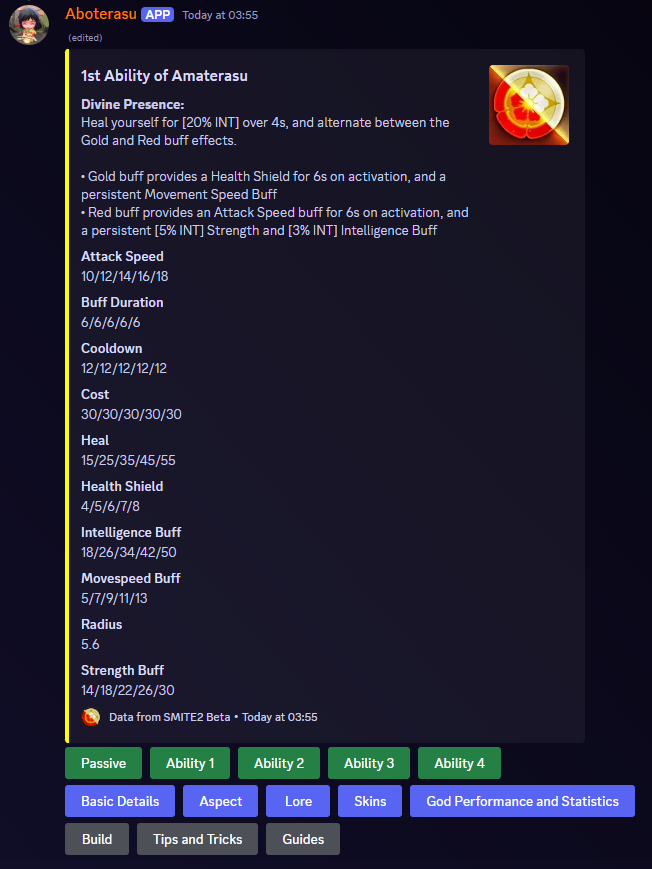 Aboterasu APP Today at 03:55
(edited)
1st Ability of Amaterasu
Divine Presence:
Heal yourself for [20% INT] over 4s, and alternate between the
Gold and Red buff effects.
• Gold buff provides a Health Shield for 6s on activation, and a
persistent Movement Speed Buff
• Red buff provides an Attack Speed buff for 6s on activation, and
a persistent [5% INT] Strength and [3% INT] Intelligence Buff
Attack Speed
10/12/14/16/18
Buff Duration
6/6/6/6/6
Cooldown
12/12/12/12/12
Cost
30/30/30/30/30
Heal
15/25/35/45/55
Health Shield
4/5/6/7/8
Intelligence Buff
18/26/34/42/50
Movespeed Buff
5/7/9/11/13
Radius
5.6
Strength Buff
14/18/22/26/30
Data from SMITE2 Beta • Today at 03:55
Passive Ability 1 Ability 2 Ability 3 Ability 4
Basic Details Aspect Lore Skins God Performance and Statistics
Build Tips and Tricks Guides